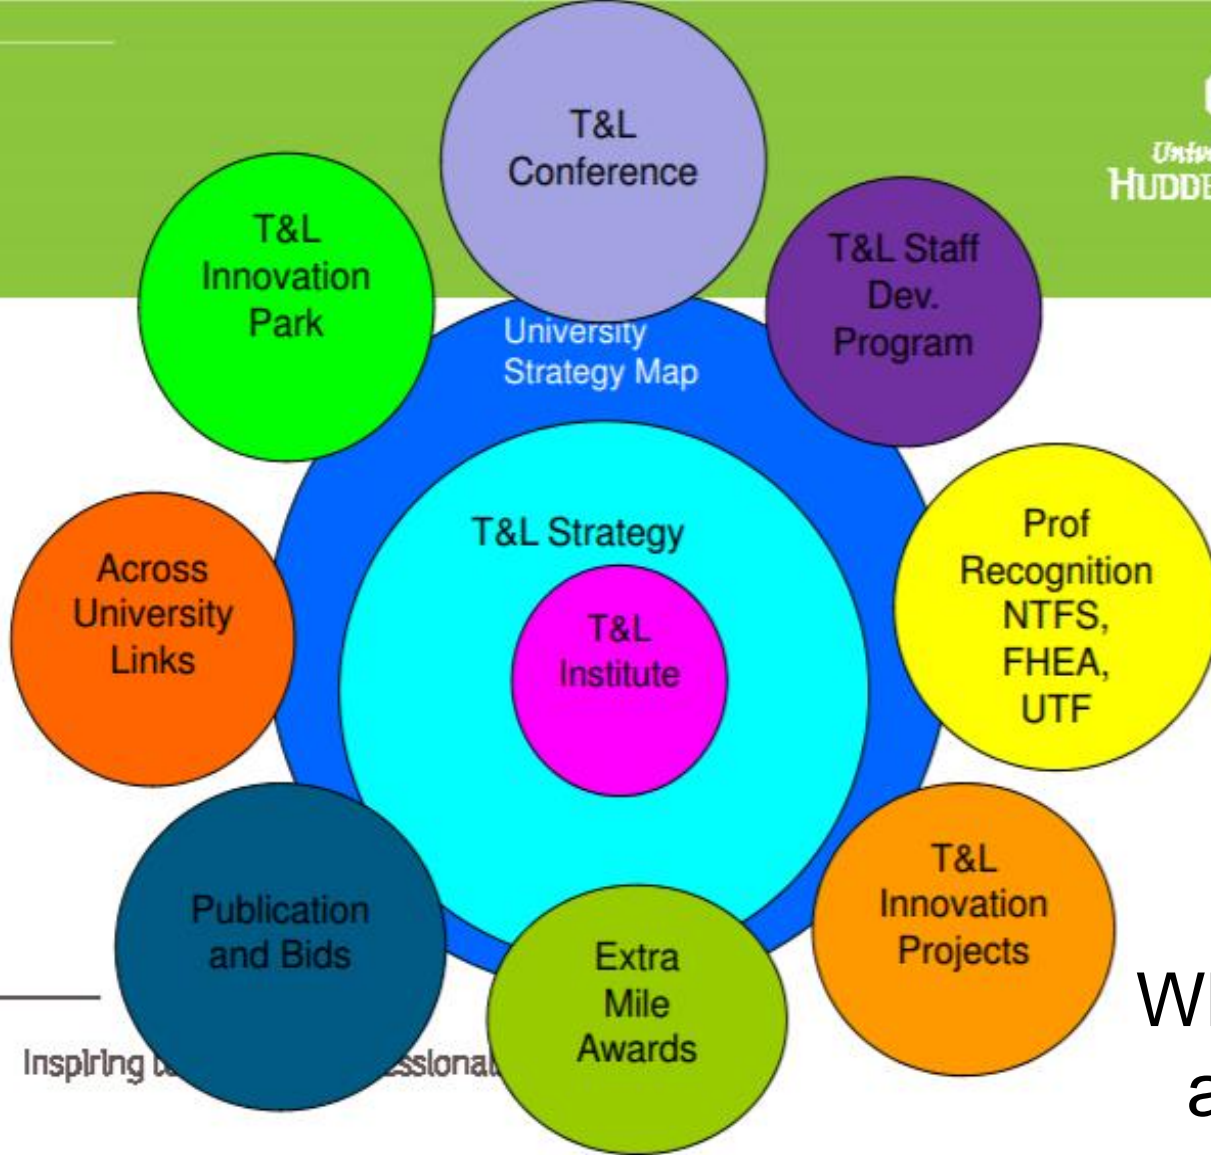 T&L
Conference
T&L
Innovation
Park
T&L Staff
Dev.
Program
University
Strategy Map
T&L Strategy
T&L
Institute
Across
University
Links
Prof
Recognition
NTFS,
FHEA,
UTF
Publication
and Bids
Extra
Mile
Awards
T&L
Innovation
Projects
Inspiring